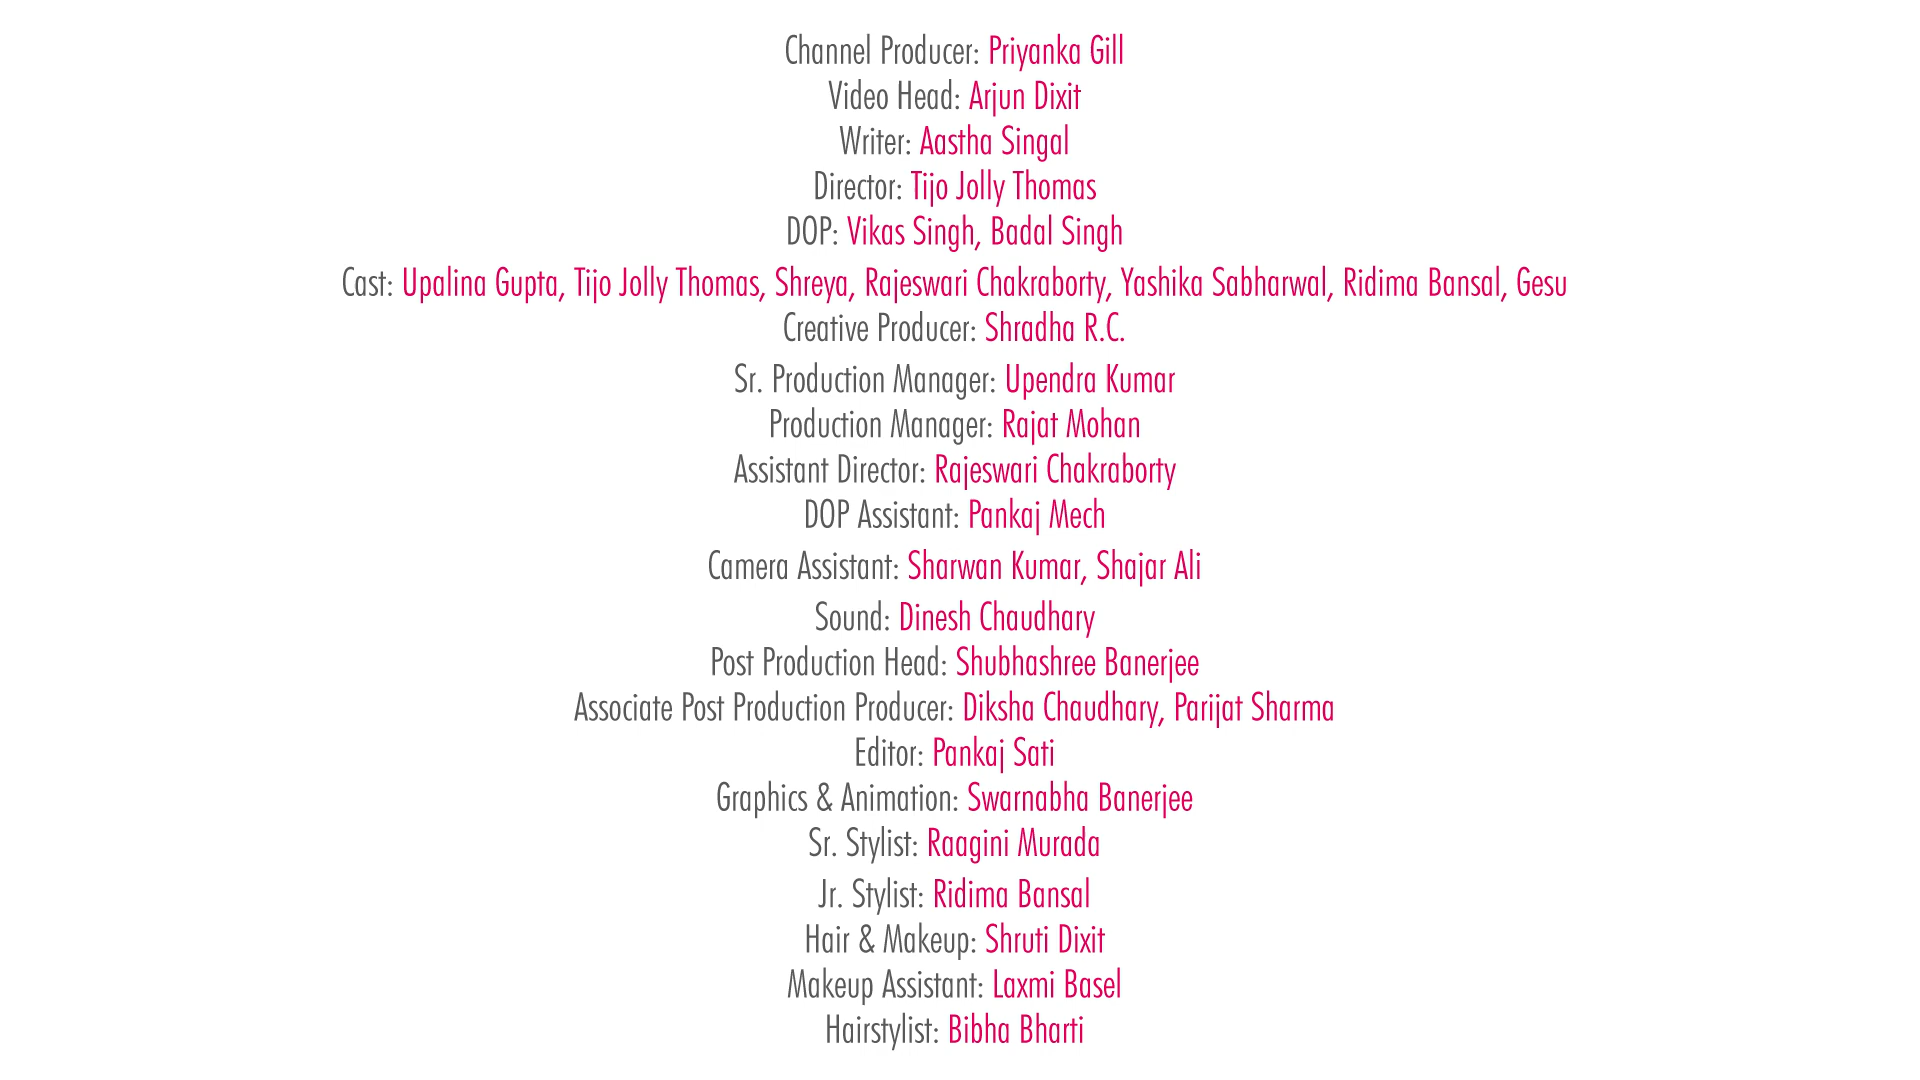 Channel Producer: Priyanka Gill
Video Head: Arjun Dixit
Writer: Aastha Singal
Director: Tijo Jolly Thomas
DOP: Vikas Singh, Badal Singh
Cast: Upalina Gupta, Tijo Jolly Thomas, Shreya, Rajeswari Chakraborty, Yashika Sabharwal, Ridima Bansal, Gesu
Creative Producer: Shradha R.C.
Sr. Production Manager: Upendra Kumar
Production Manager: Rajat Mohan
Assistant Director: Rajeswari Chakraborty
DOP Assistant: Pankaj Mech
Camera Assistant: Sharwan Kumar, Shajar Ali
Sound: Dinesh Chaudhary
Post Production Head: Shubhashree Banerjee
Associate Post Production Producer: Diksha Chaudhary, Parijat Sharma
Editor: Pankaj Sati
Graphics & Animation: Swarnabha Banerjee
Sr. Stylist: Raagini Murada
Jr. Stylist: Ridima Bansal
Hair & Makeup: Shruti Dixit
Makeup Assistant: Laxmi Basel
Hairstylist: Bibha Bharti